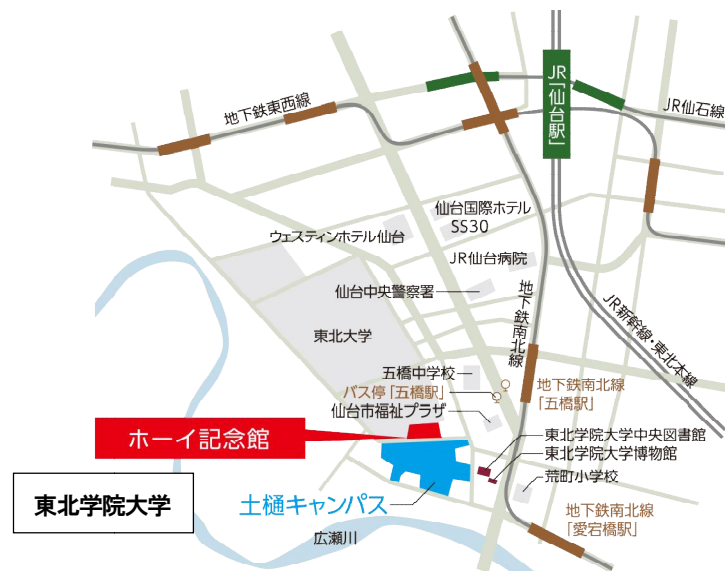 JR「仙台駅」
地下鉄東西線
JR仙石線
仙台国際ホテル
SS30
ウェスティンホテル仙台
JR仙台病院
仙台中央警察署
地下鉄南北線
JR新幹線・東北本線
東北大学
五橋中学校
バス停「五橋駅」
地下鉄南北線
「五橋駅」
仙台市福祉プラザ
ホーイ記念館
東北学院大学中央図書館
東北学院大学博物館
荒町小学校
東北学院大学
土樋キャンパス
地下鉄南北線
「愛宕橋駅」
広瀬川